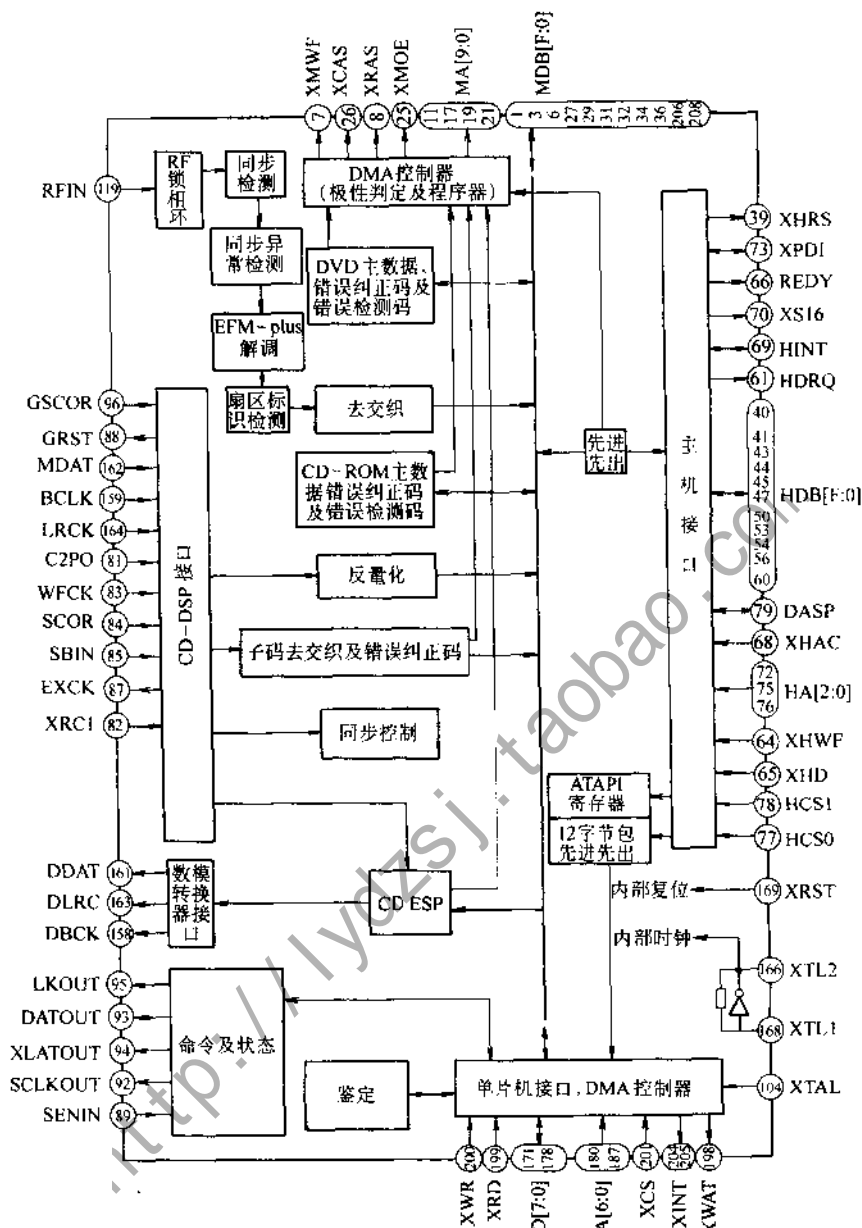 XMWF
XCAS
XRAS
XMOE
MA[9:0]
MDB[F:0]
7
26
8
25
11
17
19
21
1
3
6
27
29
31
32
34
36
206
208
RFIN
119
RF
锁
相
环
同步
检测
DMA控制器
(极性判定及程序器)
同步异
常检测
DVD主数据、
错误纠正码及
错误检测码
EFM-plus
解调
扇区标
识检测
去交织
CD-ROM主数
据错误纠正码
及错误检测码
反量化
子码去交织及错误纠正码
同步控制
先进
先出
主
机
接
口
39
XHRS
73
XPDI
66
REDY
70
XS16
69
HINT
61
HDRQ
40
41
43
44
45
47
50
53
54
56
60
HDB[F:0]
79
DASP
68
XHAC
72
75
76
HA[2:0]
64
XHWF
65
XHD
78
HCS1
77
HCS0
GSCOR
96
GRST
88
MDAT
162
BCLK
159
LRCK
164
C2PO
81
WFCK
83
SCOR
84
SBIN
85
EXCK
87
XRC1
82
CD-DSP接口
ATAPI
寄存器
12字节包
先进先出
DDAT
161
DLRC
163
DBCK
158
数模
转换
器接
口
CD ESP
内部复位
169
XRST
内部时钟
166
XTL2
168
XTL1
104
XTAL
LKOUT
95
DATOUT
93
XLATOUT
94
SCLKOUT
92
SENIN
89
命令及状态
鉴定
单片机接口,DMA控制器
200
199
171
178
180
187
201
204
205
198
XWR
XRD
D[7:0]
A[6:0]
XCS
XINT
XWAT
http://lydzsj.taobao.com